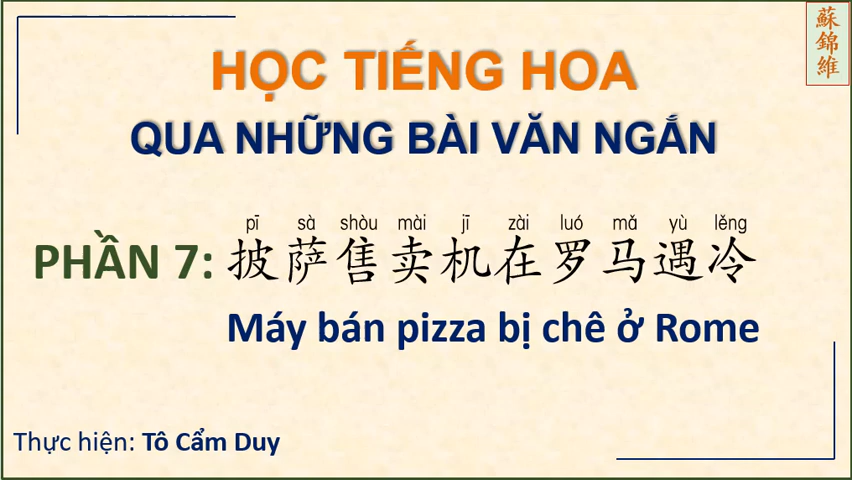 蘇錦維
HỌC TIẾNG HOA
QUA NHỮNG BÀI VĂN NGẮN
pī sà shòu mài jī zài luó mǎ yù lěng
PHẦN 7: 披萨售卖机在罗马遇冷
Máy bán pizza bị chê ở Rome
Thực hiện: Tô Cẩm Duy